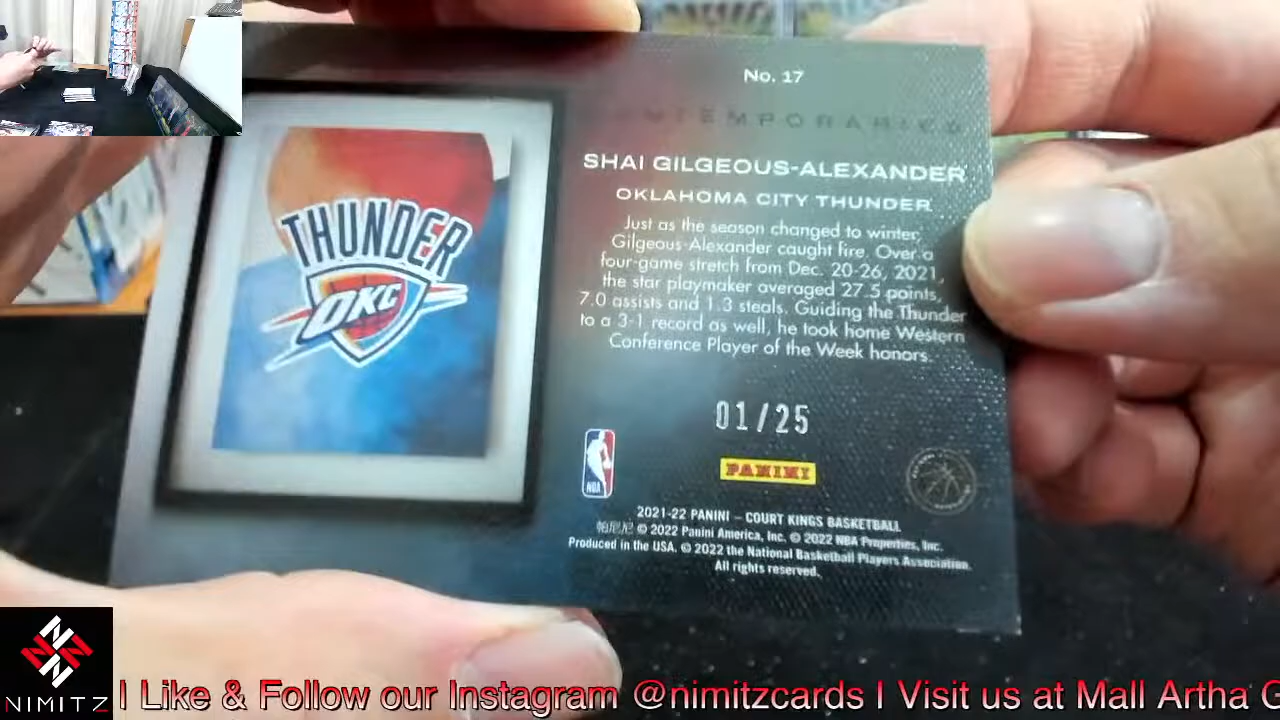 No. 17
SHAI GILGEOUS-ALEXANDER
OKLAHOMA CITY THUNDER
Just as the season changed to winter,
Gilgeous-Alexander caught fire. Over a
four-game stretch from Dec. 20-26, 2021,
the star playmaker averaged 27.5 points,
7.0 assists and 1.3 steals. Guiding the Thunder
to a 3-1 record as well, he took home Western
Conference Player of the Week honors.
01/25
NBA
PANINI
2021-22 PANINI – COURT KINGS BASKETBALL
帕尼尼 © 2022 Panini America, Inc. © 2022 NBA Properties, Inc.
Produced in the USA. © 2022 the National Basketball Players Association.
All rights reserved.
THUNDER
OKC
NIMITZ
I Like & Follow our Instagram @nimitzcards I Visit us at Mall Artha G